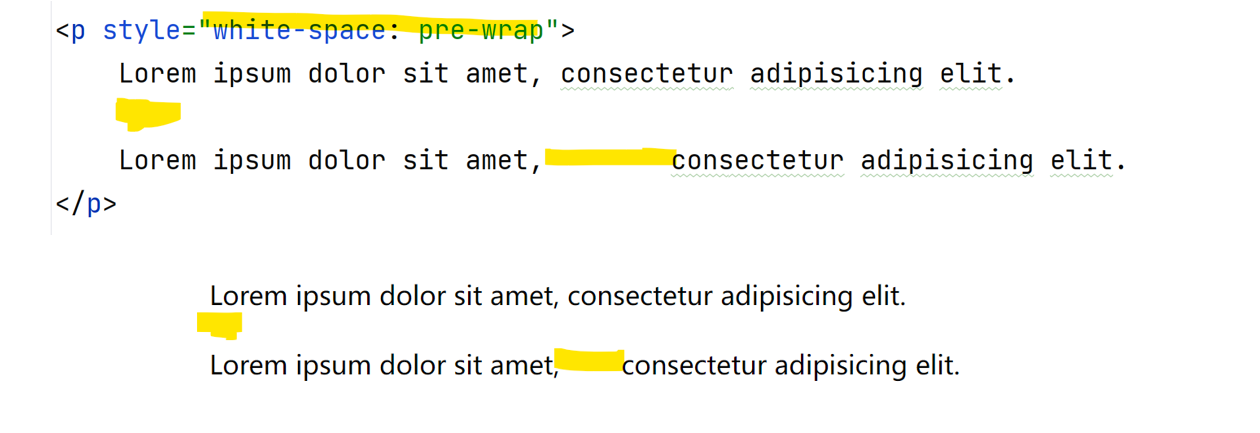 <p style="white-space: pre-wrap">
Lorem ipsum dolor sit amet, consectetur adipisicing elit.
Lorem ipsum dolor sit amet,        consectetur adipisicing elit.
</p>
Lorem ipsum dolor sit amet, consectetur adipisicing elit.
Lorem ipsum dolor sit amet,        consectetur adipisicing elit.